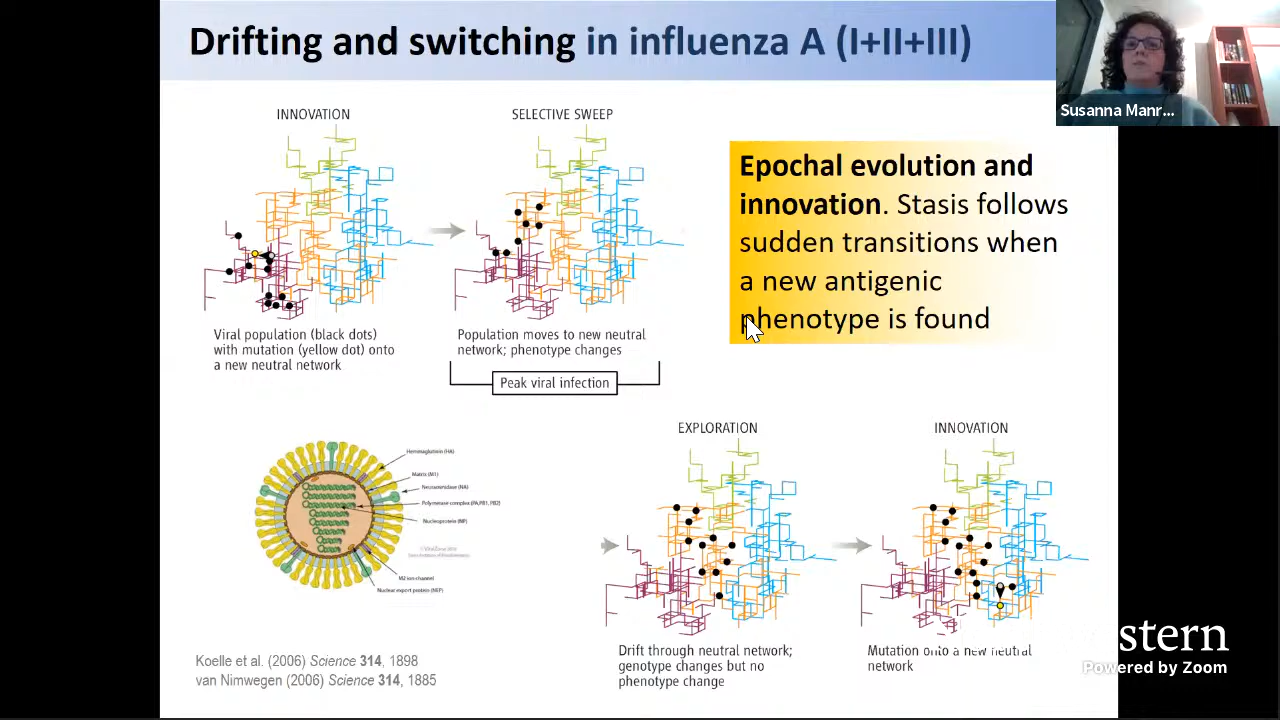 Drifting and switching in influenza A (I+II+III)
Susanna Manr...
INNOVATION
SELECTIVE SWEEP
Epochal evolution and
innovation. Stasis follows
sudden transitions when
a new antigenic
phenotype is found
Viral population (black dots)
with mutation (yellow dot) onto
a new neutral network
Population moves to new neutral
network; phenotype changes
Peak viral infection
EXPLORATION
INNOVATION
Hemagglutinin (HA)
Matrix (M1)
Neuraminidase (NA)
Polymerase complex (PA,PB1, PB2)
Nucleoprotein (NP)
M2 ion channel
Nuclear export protein (NEP)
Drift through neutral network;
genotype changes but no
phenotype change
Mutation onto a new neutral
network
Koelle et al. (2006) Science 314, 1898
van Nimwegen (2006) Science 314, 1885
stern
Powered by Zoom